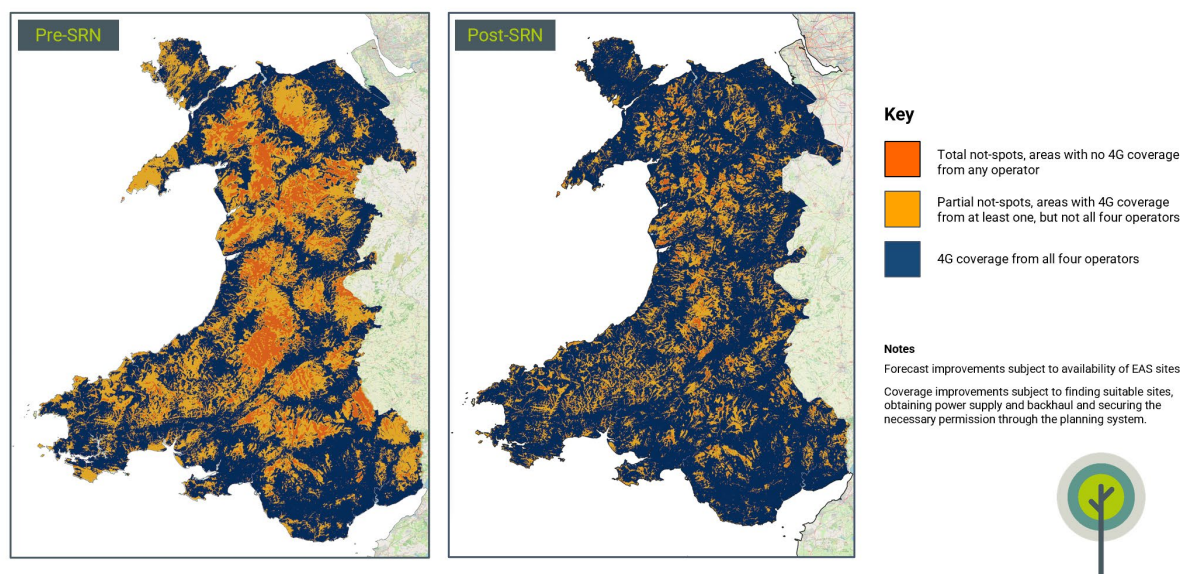 Pre-SRN
Post-SRN
Key
Total not-spots, areas with no 4G coverage
from any operator
Partial not-spots, areas with 4G coverage
from at least one, but not all four operators
4G coverage from all four operators
Notes
Forecast improvements subject to availability of EAS sites
Coverage improvements subject to finding suitable sites,
obtaining power supply and backhaul and securing the
necessary permission through the planning system.